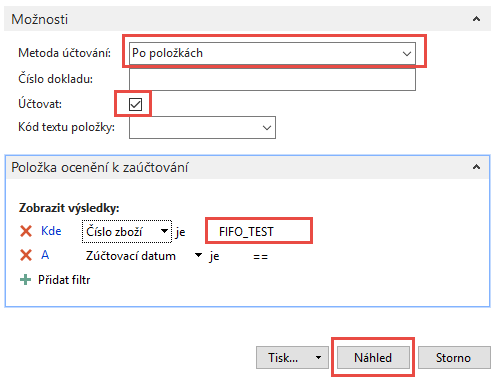 Možnosti
Metoda účtování: Po položkách
Číslo dokladu:
Účtovat:
Kód textu položky:
Položka ocenění k zaúčtování
Zobrazit výsledky:
Kde Číslo zboží je FIFO_TEST
A Zúčtovací datum je ==
Přidat filtr
Tisk... Náhled Storno